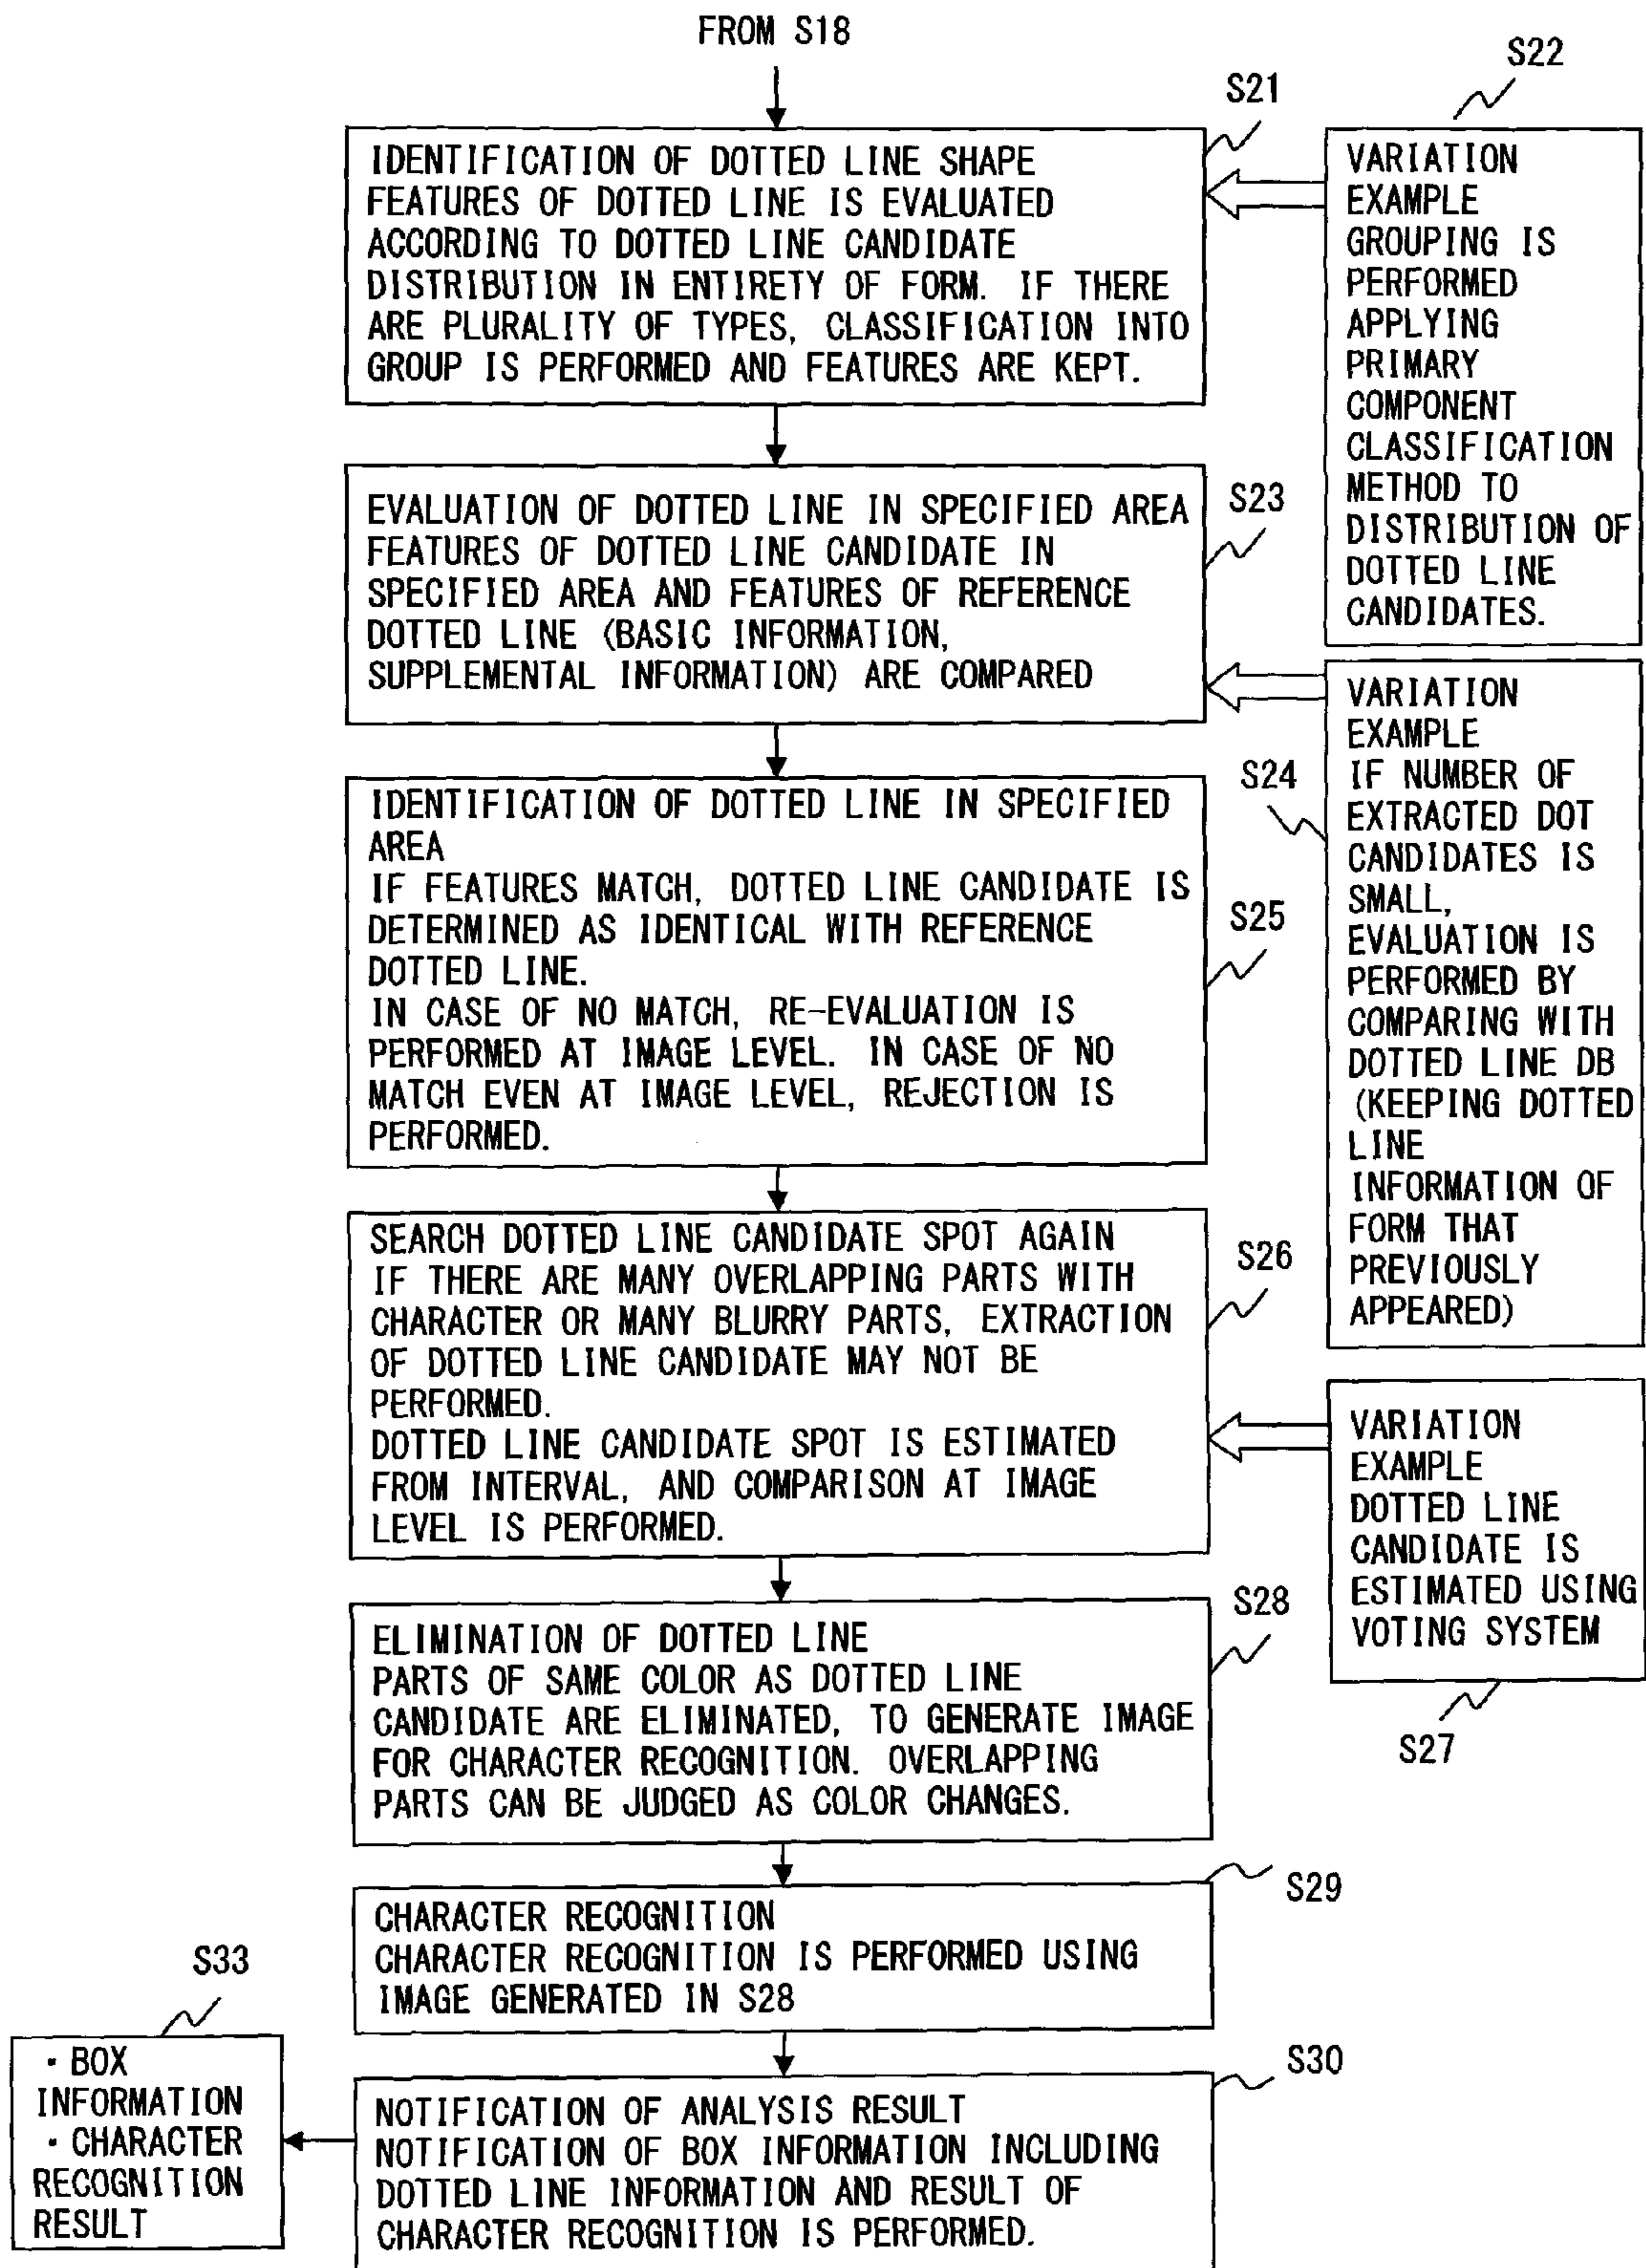 FROM S18
S21
IDENTIFICATION OF DOTTED LINE SHAPE
FEATURES OF DOTTED LINE IS EVALUATED
ACCORDING TO DOTTED LINE CANDIDATE
DISTRIBUTION IN ENTIRETY OF FORM. IF THERE
ARE PLURALITY OF TYPES, CLASSIFICATION INTO
GROUP IS PERFORMED AND FEATURES ARE KEPT.
S22
VARIATION
EXAMPLE
GROUPING IS
PERFORMED
APPLYING
PRIMARY
COMPONENT
CLASSIFICATION
METHOD TO
DISTRIBUTION OF
DOTTED LINE
CANDIDATES.
S23
EVALUATION OF DOTTED LINE IN SPECIFIED AREA
FEATURES OF DOTTED LINE CANDIDATE IN
SPECIFIED AREA AND FEATURES OF REFERENCE
DOTTED LINE (BASIC INFORMATION,
SUPPLEMENTAL INFORMATION) ARE COMPARED
S24
VARIATION
EXAMPLE
IF NUMBER OF
EXTRACTED DOT
CANDIDATES IS
SMALL,
EVALUATION IS
PERFORMED BY
COMPARING WITH
DOTTED LINE DB
(KEEPING DOTTED
LINE
INFORMATION OF
FORM THAT
PREVIOUSLY
APPEARED)
S25
IDENTIFICATION OF DOTTED LINE IN SPECIFIED
AREA
IF FEATURES MATCH, DOTTED LINE CANDIDATE IS
DETERMINED AS IDENTICAL WITH REFERENCE
DOTTED LINE.
IN CASE OF NO MATCH, RE-EVALUATION IS
PERFORMED AT IMAGE LEVEL. IN CASE OF NO
MATCH EVEN AT IMAGE LEVEL, REJECTION IS
PERFORMED.
S26
SEARCH DOTTED LINE CANDIDATE SPOT AGAIN
IF THERE ARE MANY OVERLAPPING PARTS WITH
CHARACTER OR MANY BLURRY PARTS, EXTRACTION
OF DOTTED LINE CANDIDATE MAY NOT BE
PERFORMED.
DOTTED LINE CANDIDATE SPOT IS ESTIMATED
FROM INTERVAL, AND COMPARISON AT IMAGE
LEVEL IS PERFORMED.
VARIATION
EXAMPLE
DOTTED LINE
CANDIDATE IS
ESTIMATED USING
VOTING SYSTEM
S27
S28
ELIMINATION OF DOTTED LINE
PARTS OF SAME COLOR AS DOTTED LINE
CANDIDATE ARE ELIMINATED, TO GENERATE IMAGE
FOR CHARACTER RECOGNITION. OVERLAPPING
PARTS CAN BE JUDGED AS COLOR CHANGES.
S29
CHARACTER RECOGNITION
CHARACTER RECOGNITION IS PERFORMED USING
IMAGE GENERATED IN S28
S30
NOTIFICATION OF ANALYSIS RESULT
NOTIFICATION OF BOX INFORMATION INCLUDING
DOTTED LINE INFORMATION AND RESULT OF
CHARACTER RECOGNITION IS PERFORMED.
S33
・BOX
INFORMATION
・CHARACTER
RECOGNITION
RESULT